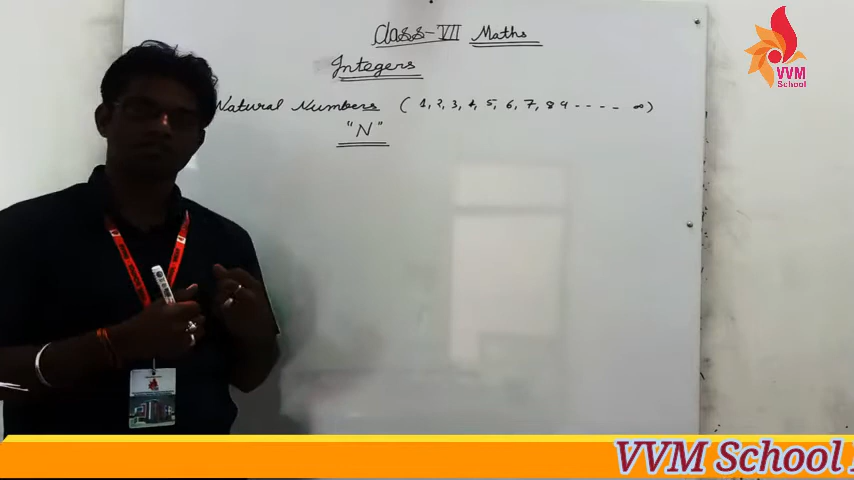 Class-VII Maths
Integers
Natural Numbers ( 1, 2, 3, 4, 5, 6, 7, 8 9 ---- ∞)
"N"
VVM
School
VVM School